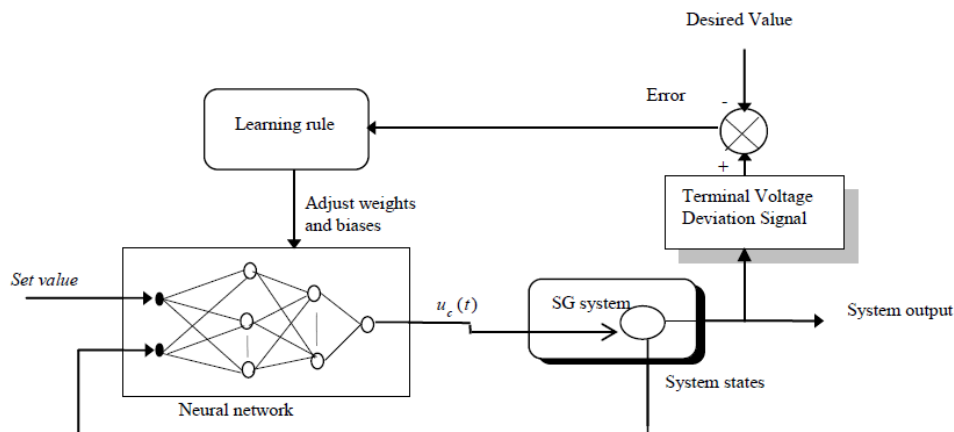 Desired Value
Error
-
Learning rule
+
Terminal Voltage
Deviation Signal
Adjust weights
and biases
Set value
u_c(t)
SG system
System output
System states
Neural network